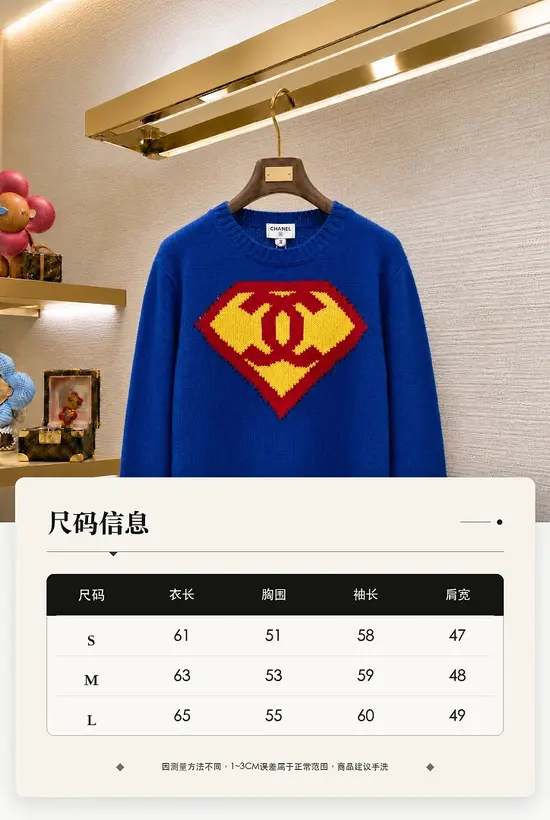 CHANEL
尺码信息
尺码 衣长 胸围 袖长 肩宽
S 61 51 58 47
M 63 53 59 48
L 65 55 60 49
因测量方法不同，1~3CM误差属于正常范围，商品建议手洗